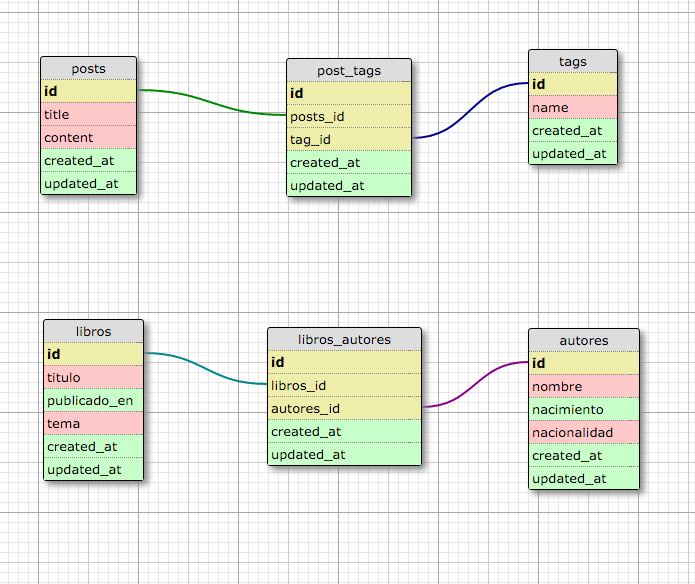 posts
id
title
content
created_at
updated_at
post_tags
id
posts_id
tag_id
created_at
updated_at
tags
id
name
created_at
updated_at
libros
id
titulo
publicado_en
tema
created_at
updated_at
libros_autores
id
libros_id
autores_id
created_at
updated_at
autores
id
nombre
nacimiento
nacionalidad
created_at
updated_at